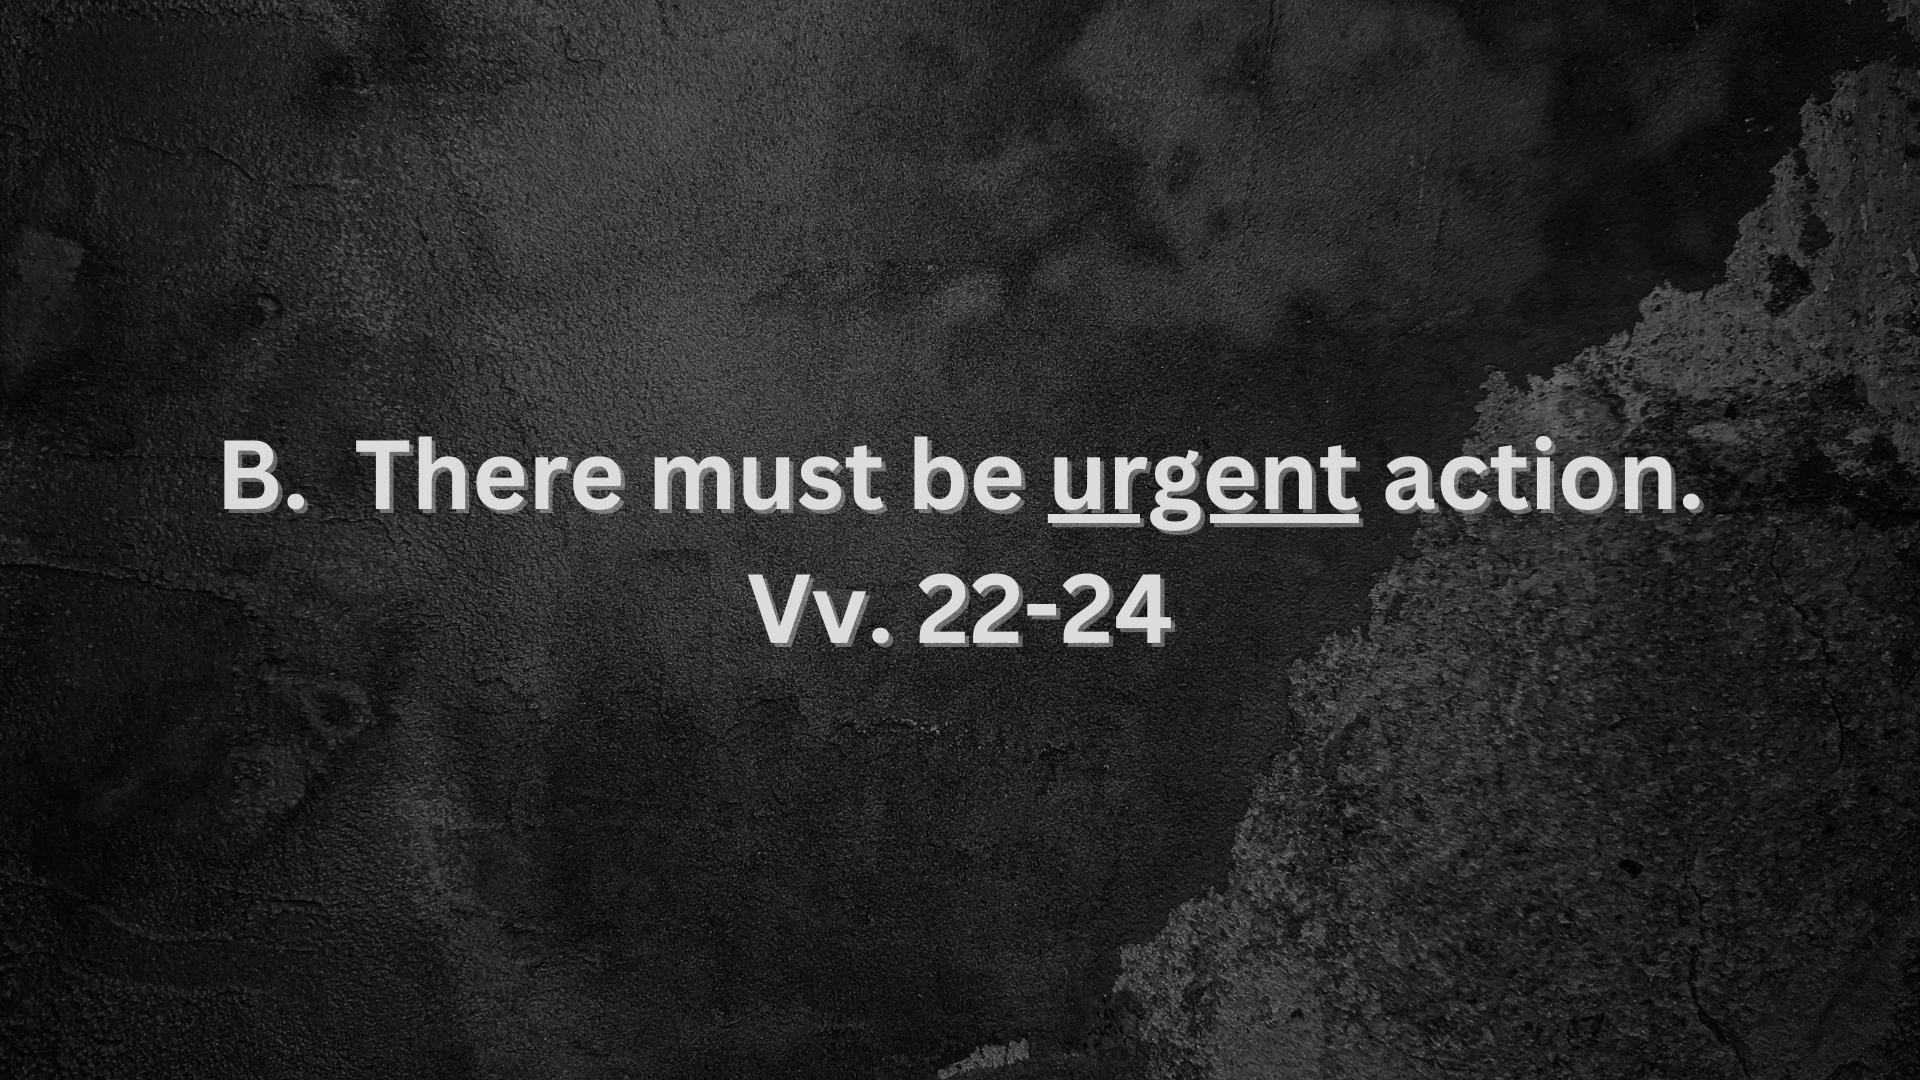 B.  There must be urgent action.
Vv. 22-24